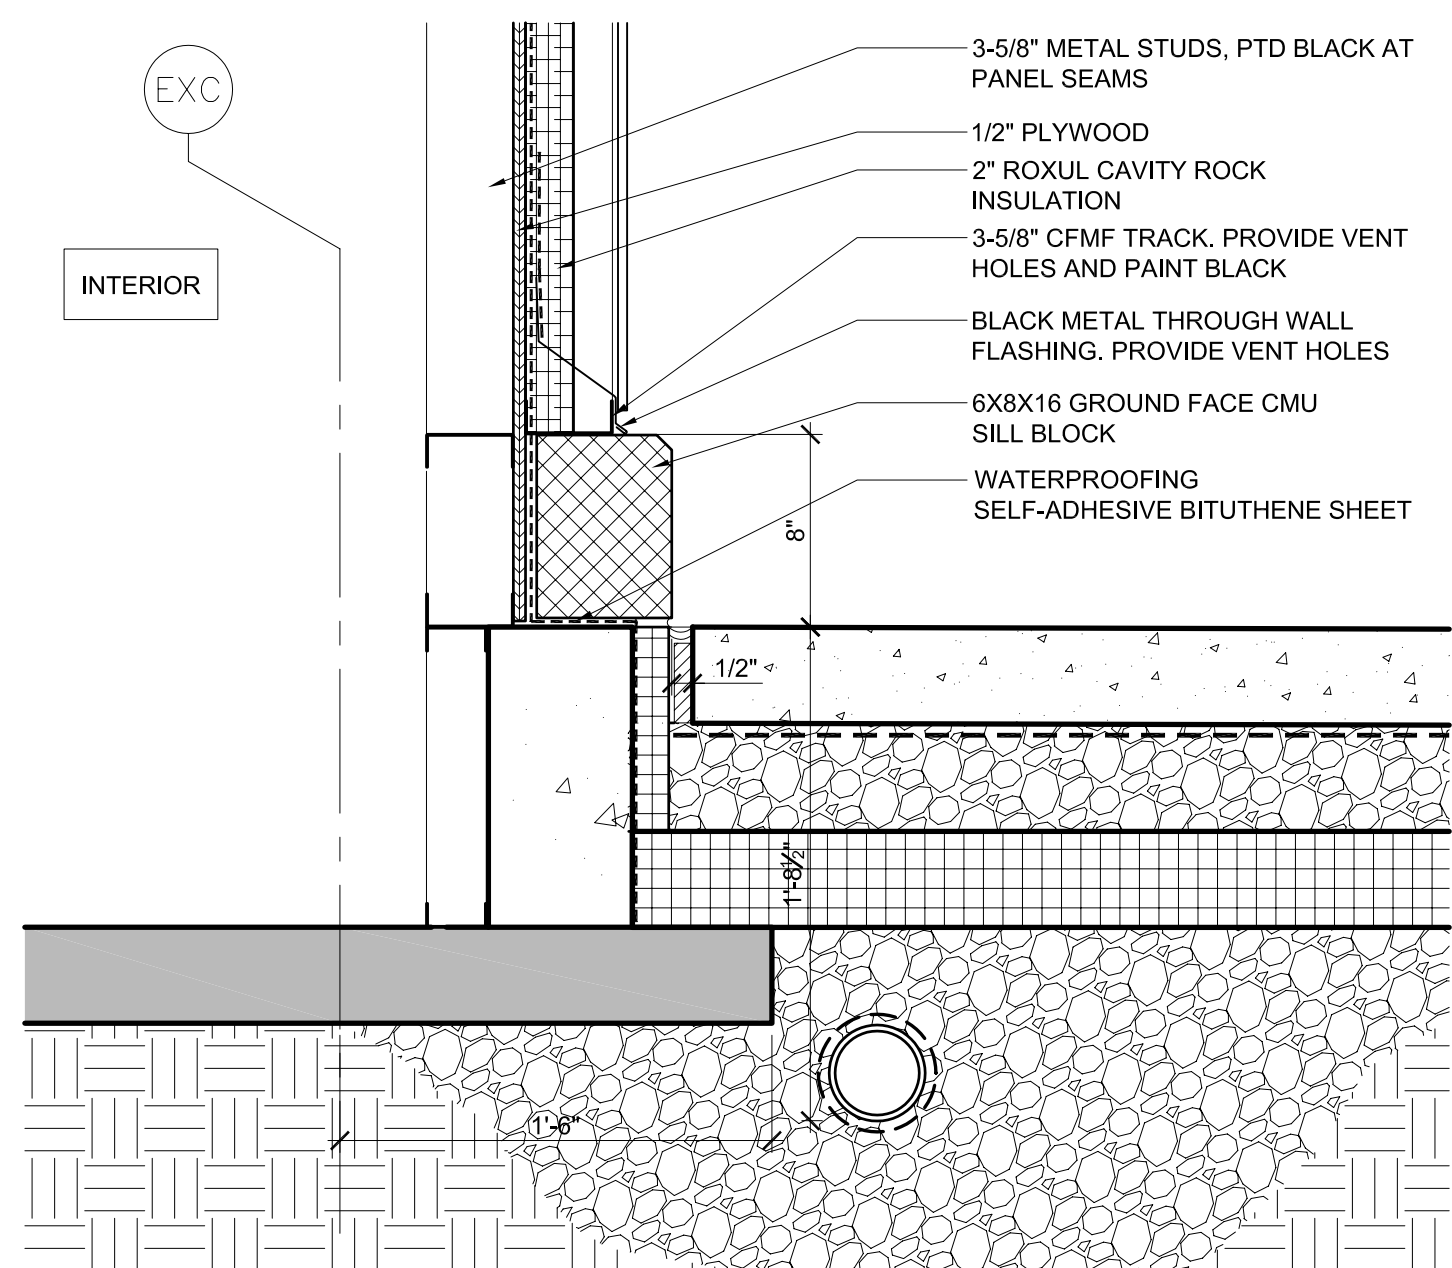 EXC
INTERIOR
3-5/8" METAL STUDS, PTD BLACK AT
PANEL SEAMS
1/2" PLYWOOD
2" ROXUL CAVITY ROCK
INSULATION
3-5/8" CFMF TRACK. PROVIDE VENT
HOLES AND PAINT BLACK
BLACK METAL THROUGH WALL
FLASHING. PROVIDE VENT HOLES
6X8X16 GROUND FACE CMU
SILL BLOCK
WATERPROOFING
SELF-ADHESIVE BITUTHENE SHEET
8"
1/2"
1'-8½"
1'-6"